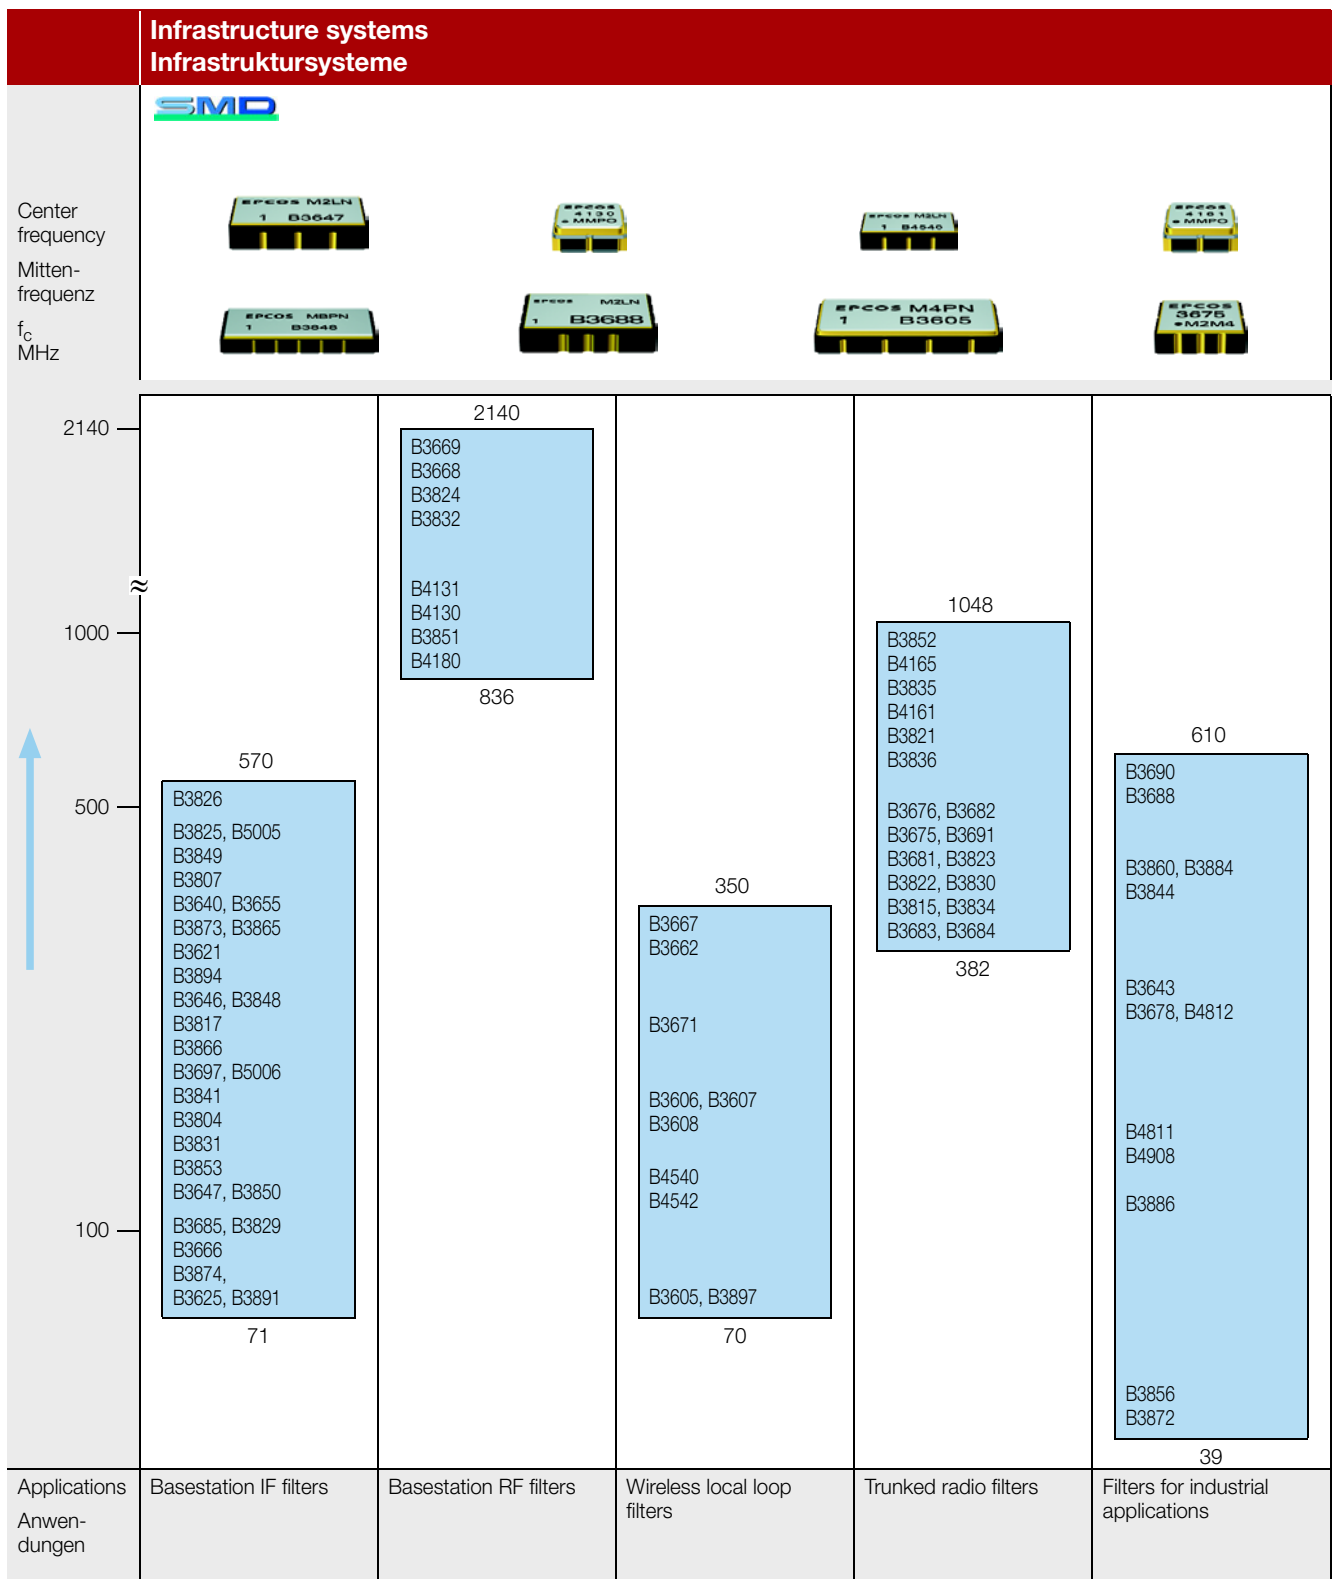 Infrastructure systems
Infrastruktursysteme
SMD
Center
frequency
Mitten-
frequenz
fC
MHz
EPCOS M2LN
1 B3647
EPCOS
4130
MMPO
EPCOS M2LN
1 B4540
EPCOS
4161
MMPO
EPCOS MBPN
1 B3848
EPCOS M2LN
1 B3688
EPCOS M4PN
1 B3605
EPCOS
3675
M2M4
2140
≈
1000
500
100
570
B3826
B3825, B5005
B3849
B3807
B3640, B3655
B3873, B3865
B3621
B3894
B3646, B3848
B3817
B3866
B3697, B5006
B3841
B3804
B3831
B3853
B3647, B3850
B3685, B3829
B3666
B3874,
B3625, B3891
71
2140
B3669
B3668
B3824
B3832
B4131
B4130
B3851
B4180
836
350
B3667
B3662
B3671
B3606, B3607
B3608
B4540
B4542
B3605, B3897
70
1048
B3852
B4165
B3835
B4161
B3821
B3836
B3676, B3682
B3675, B3691
B3681, B3823
B3822, B3830
B3815, B3834
B3683, B3684
382
610
B3690
B3688
B3860, B3884
B3844
B3643
B3678, B4812
B4811
B4908
B3886
B3856
B3872
39
Applications
Anwen-
dungen
Basestation IF filters
Basestation RF filters
Wireless local loop
filters
Trunked radio filters
Filters for industrial
applications